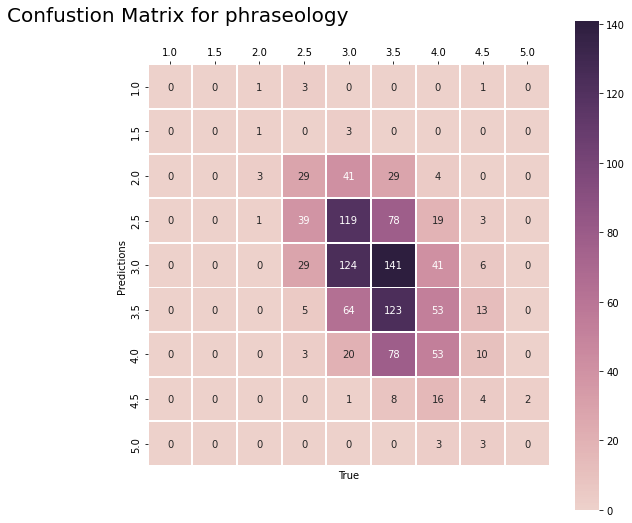 Confustion Matrix for phraseology
1.0 1.5 2.0 2.5 3.0 3.5 4.0 4.5 5.0
1.0 0 0 1 3 0 0 0 1 0
1.5 0 0 1 0 3 0 0 0 0
2.0 0 0 3 29 41 29 4 0 0
2.5 0 0 1 39 119 78 19 3 0
3.0 0 0 0 29 124 141 41 6 0
3.5 0 0 0 5 64 123 53 13 0
4.0 0 0 0 3 20 78 53 10 0
4.5 0 0 0 0 1 8 16 4 2
5.0 0 0 0 0 0 0 3 3 0
Predictions
True
140
120
100
80
60
40
20
0